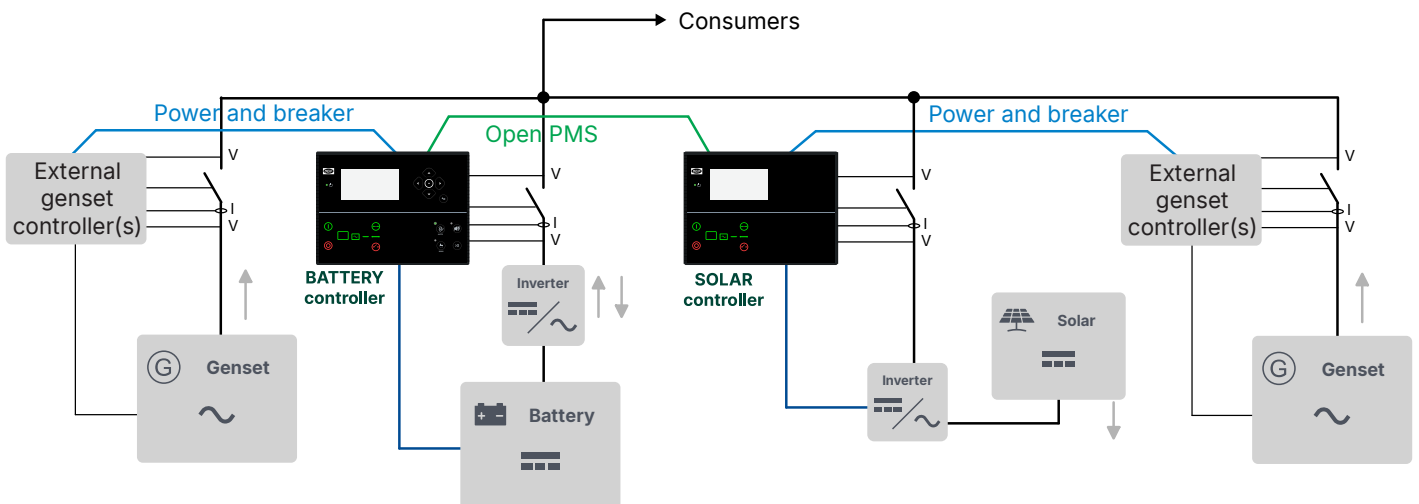 Consumers
Power and breaker
Open PMS
Power and breaker
External
genset
controller(s)
V
I
V
BATTERY
controller
V
I
V
SOLAR
controller
V
I
V
External
genset
controller(s)
V
I
V
Inverter
Inverter
Solar
G
Genset
Battery
G
Genset